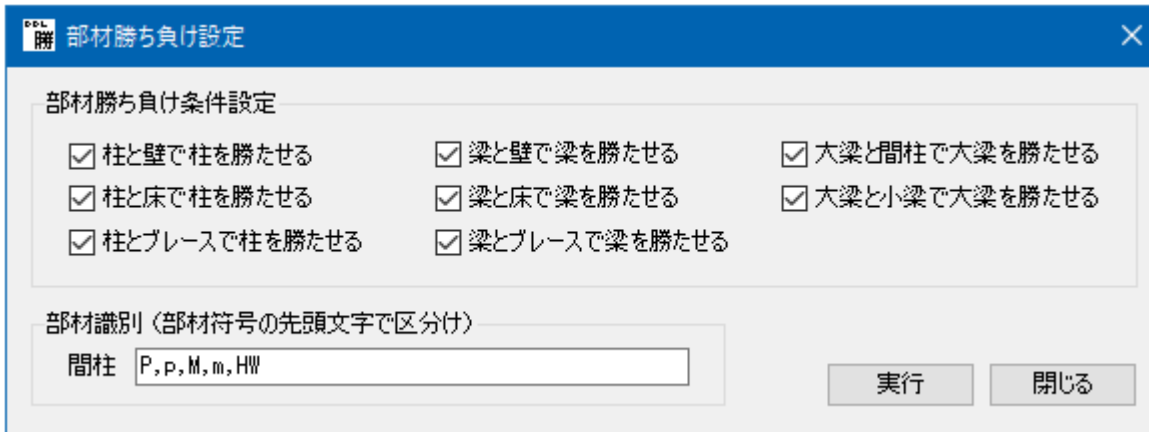 DDL
勝 部材勝ち負け設定
部材勝ち負け条件設定
柱と壁で柱を勝たせる 梁と壁で梁を勝たせる 大梁と間柱で大梁を勝たせる
柱と床で柱を勝たせる 梁と床で梁を勝たせる 大梁と小梁で大梁を勝たせる
柱とブレースで柱を勝たせる 梁とブレースで梁を勝たせる
部材識別（部材符号の先頭文字で区分け）
間柱 P,p,M,m,HW
実行 閉じる